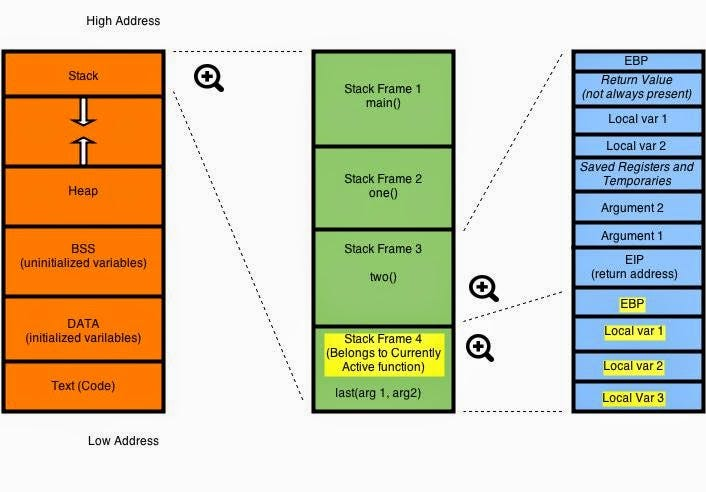 High Address
Stack
Heap
BSS
(uninitialized variables)
DATA
(initialized varilables)
Text (Code)
Low Address
Stack Frame 1
main()
Stack Frame 2
one()
Stack Frame 3
two()
Stack Frame 4
(Belongs to Currently
Active function)
last(arg 1, arg2)
EBP
Return Value
(not always present)
Local var 1
Local var 2
Saved Registers and
Temporaries
Argument 2
Argument 1
EIP
(return address)
EBP
Local var 1
Local var 2
Local Var 3